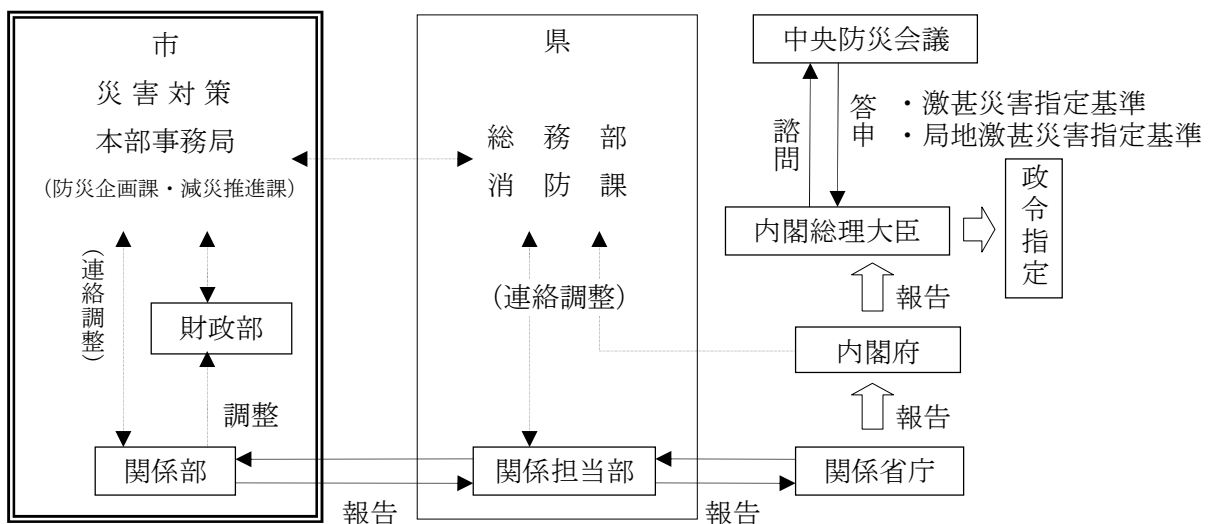 市
災害対策
本部事務局
(防災企画課・減災推進課)
(連絡調整)
財政部
調整
関係部
報告
県
総務部
消防課
(連絡調整)
関係担当部
報告
中央防災会議
諮問
答申
・激甚災害指定基準
・局地激甚災害指定基準
内閣総理大臣
政令指定
報告
内閣府
報告
関係省庁